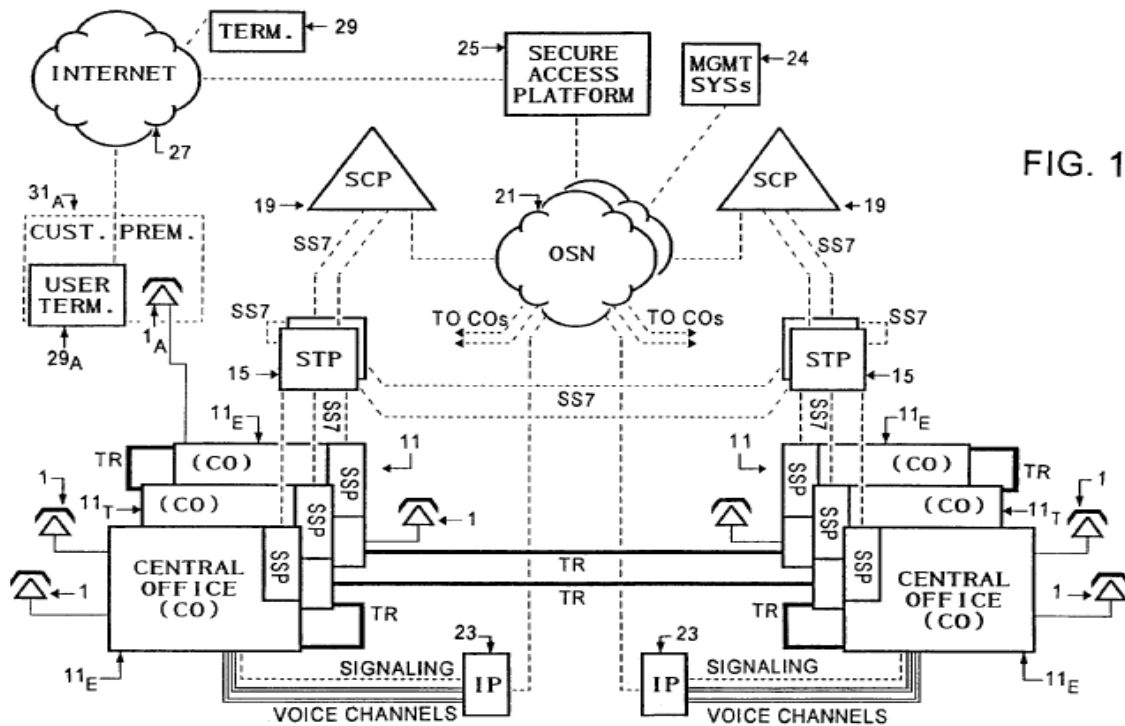 TERM.
29
INTERNET
27
25
SECURE
ACCESS
PLATFORM
MGMT
SYSs
24
FIG. 1
SCP
19
21
OSN
SCP
19
31A
CUST. PREM.
USER
TERM.
29A
1A
SS7
SS7
SS7
STP
15
TO COs
TO COs
SS7
STP
15
SS7
SS7
SS7
11E
(CO)
TR
SSP
11
1
11T
(CO)
SSP
1
CENTRAL
OFFICE
(CO)
SSP
1
TR
11E
11
11E
SSP
(CO)
TR
1
SSP
(CO)
11T
1
SSP
CENTRAL
OFFICE
(CO)
1
TR
11E
TR
TR
23
SIGNALING
IP
VOICE CHANNELS
23
SIGNALING
IP
VOICE CHANNELS